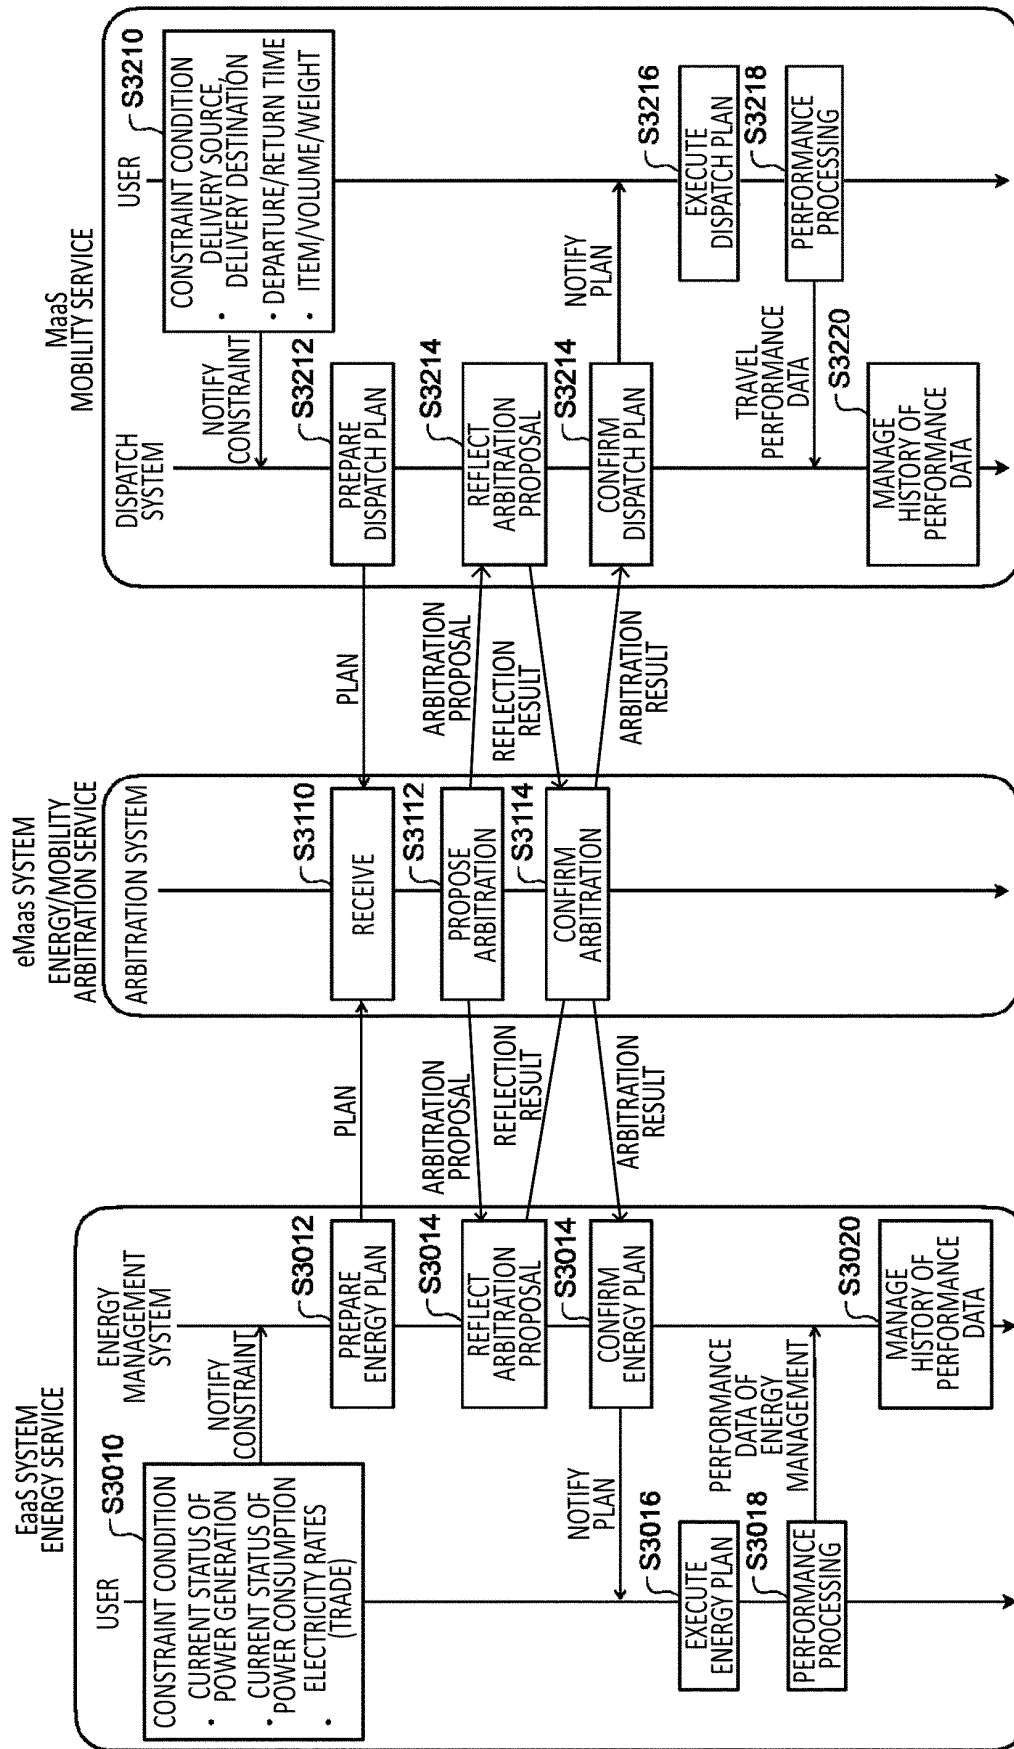 EaaS SYSTEM
ENERGY SERVICE
USER
S3010
CONSTRAINT CONDITION
• CURRENT STATUS OF
POWER GENERATION
• CURRENT STATUS OF
POWER CONSUMPTION
• ELECTRICITY RATES
(TRADE)
NOTIFY
CONSTRAINT
ENERGY
MANAGEMENT
SYSTEM
S3012
PREPARE
ENERGY PLAN
S3014
REFLECT
ARBITRATION
PROPOSAL
S3014
CONFIRM
ENERGY PLAN
NOTIFY
PLAN
S3016
EXECUTE
ENERGY PLAN
S3018
PERFORMANCE
PROCESSING
PERFORMANCE
DATA OF
ENERGY
MANAGEMENT
S3020
MANAGE
HISTORY OF
PERFORMANCE
DATA
PLAN
ARBITRATION
PROPOSAL
REFLECTION
RESULT
ARBITRATION
RESULT
eMaas SYSTEM
ENERGY/MOBILITY
ARBITRATION SERVICE
ARBITRATION SYSTEM
S3110
RECEIVE
S3112
PROPOSE
ARBITRATION
S3114
CONFIRM
ARBITRATION
PLAN
ARBITRATION
PROPOSAL
REFLECTION
RESULT
ARBITRATION
RESULT
MaaS
MOBILITY SERVICE
DISPATCH
SYSTEM
USER
S3210
CONSTRAINT CONDITION
• DELIVERY SOURCE,
DELIVERY DESTINATION
• DEPARTURE/RETURN TIME
• ITEM/VOLUME/WEIGHT
NOTIFY
CONSTRAINT
S3212
PREPARE
DISPATCH PLAN
S3214
REFLECT
ARBITRATION
PROPOSAL
S3214
CONFIRM
DISPATCH PLAN
NOTIFY
PLAN
S3216
EXECUTE
DISPATCH PLAN
S3218
PERFORMANCE
PROCESSING
TRAVEL
PERFORMANCE
DATA
S3220
MANAGE
HISTORY OF
PERFORMANCE
DATA